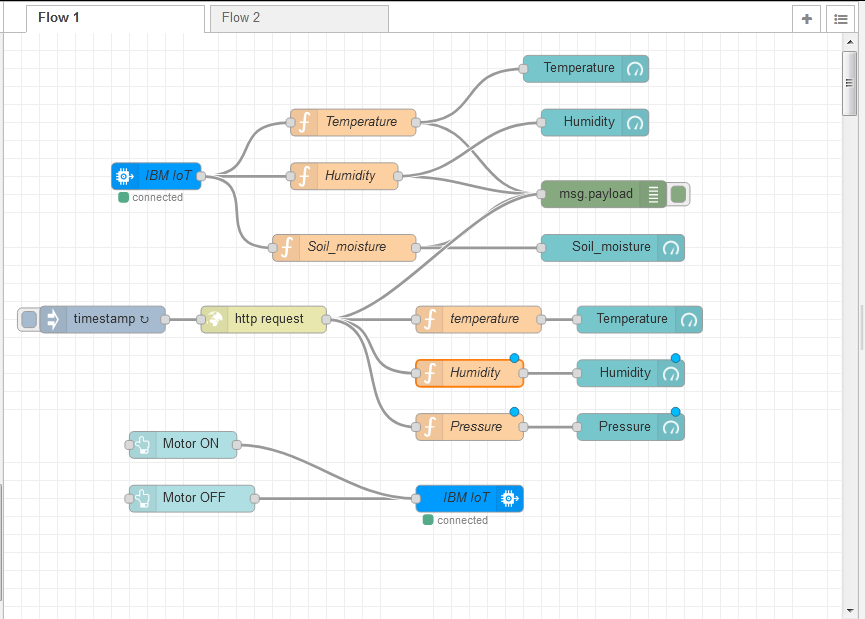 Flow 1
Flow 2
Temperature
Temperature
Humidity
IBM IoT
Humidity
msg.payload
connected
Soil_moisture
Soil_moisture
timestamp ↻
http request
temperature
Temperature
Humidity
Humidity
Pressure
Pressure
Motor ON
Motor OFF
IBM IoT
connected